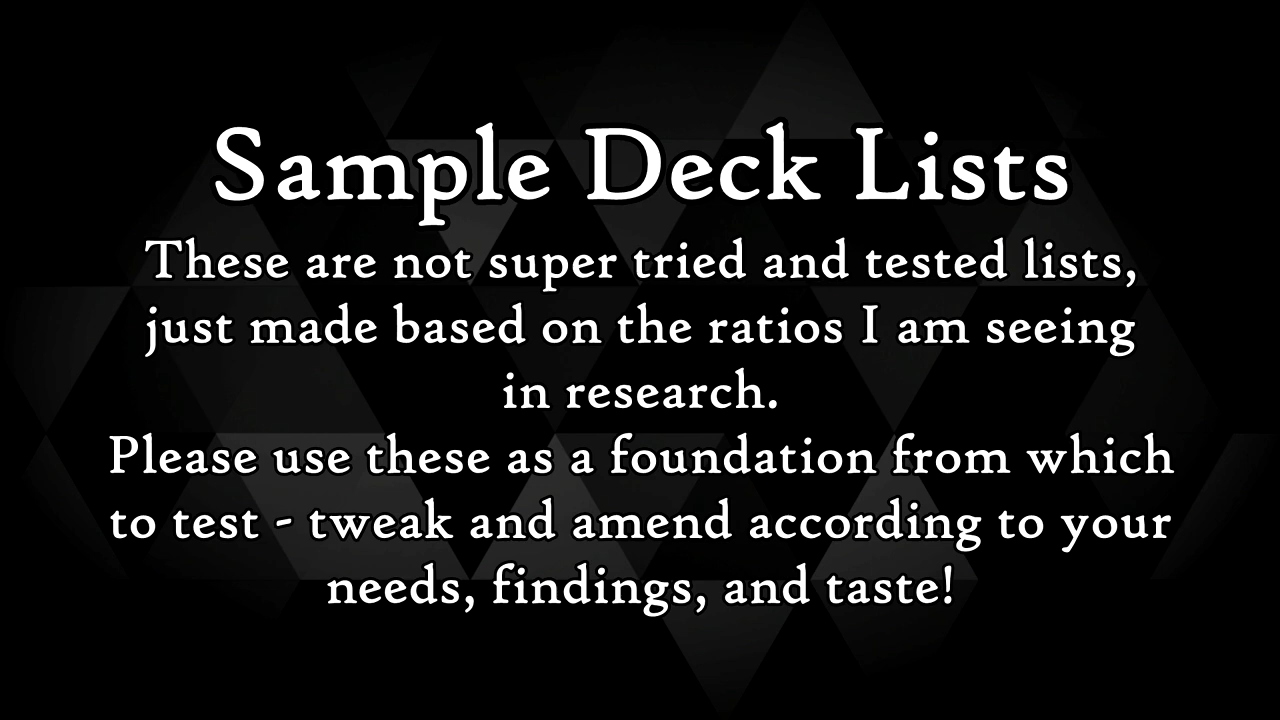 Sample Deck Lists
These are not super tried and tested lists,
just made based on the ratios I am seeing
in research.
Please use these as a foundation from which
to test - tweak and amend according to your
needs, findings, and taste!